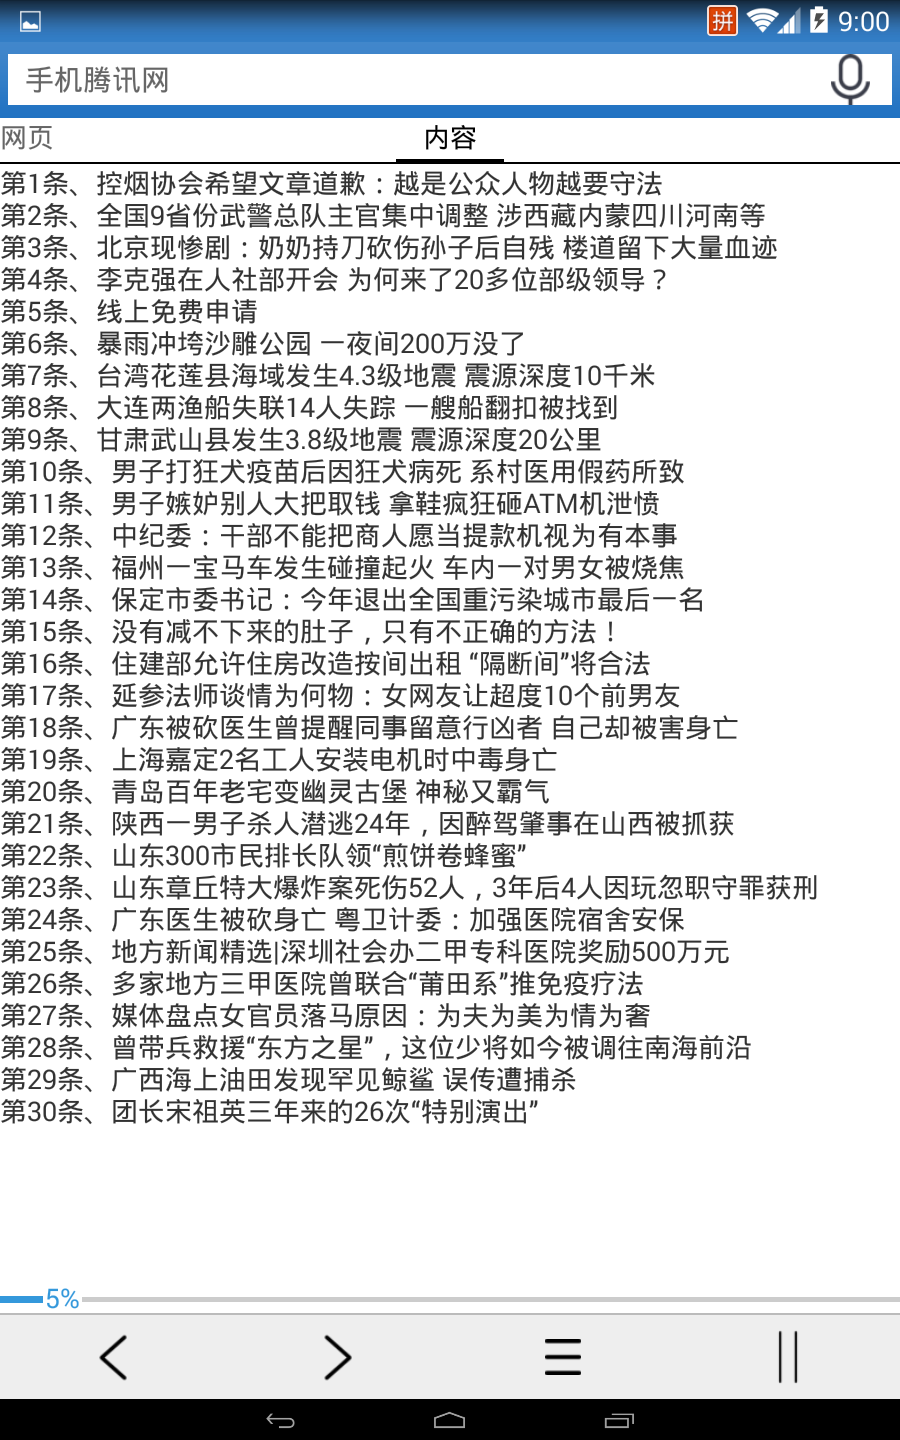 拼 9:00
手机腾讯网
网页 内容
第1条、控烟协会希望文章道歉：越是公众人物越要守法
第2条、全国9省份武警总队主官集中调整 涉西藏内蒙四川河南等
第3条、北京现惨剧：奶奶持刀砍伤孙子后自残 楼道留下大量血迹
第4条、李克强在人社部开会 为何来了20多位部级领导？
第5条、线上免费申请
第6条、暴雨冲垮沙雕公园 一夜间200万没了
第7条、台湾花莲县海域发生4.3级地震 震源深度10千米
第8条、大连两渔船失联14人失踪 一艘船翻扣被找到
第9条、甘肃武山县发生3.8级地震 震源深度20公里
第10条、男子打狂犬疫苗后因狂犬病死 系村医用假药所致
第11条、男子嫉妒别人大把取钱 拿鞋疯狂砸ATM机泄愤
第12条、中纪委：干部不能把商人愿当提款机视为有本事
第13条、福州一宝马车发生碰撞起火 车内一对男女被烧焦
第14条、保定市委书记：今年退出全国重污染城市最后一名
第15条、没有减不下来的肚子，只有不正确的方法！
第16条、住建部允许住房改造按间出租 “隔断间”将合法
第17条、延参法师谈情为何物：女网友让超度10个前男友
第18条、广东被砍医生曾提醒同事留意行凶者 自己却被害身亡
第19条、上海嘉定2名工人安装电机时中毒身亡
第20条、青岛百年老宅变幽灵古堡 神秘又霸气
第21条、陕西一男子杀人潜逃24年，因醉驾肇事在山西被抓获
第22条、山东300市民排长队领“煎饼卷蜂蜜”
第23条、山东章丘特大爆炸案死伤52人，3年后4人因玩忽职守罪获刑
第24条、广东医生被砍身亡 粤卫计委：加强医院宿舍安保
第25条、地方新闻精选|深圳社会办二甲专科医院奖励500万元
第26条、多家地方三甲医院曾联合“莆田系”推免疫疗法
第27条、媒体盘点女官员落马原因：为夫为美为情为奢
第28条、曾带兵救援“东方之星”，这位少将如今被调往南海前沿
第29条、广西海上油田发现罕见鲸鲨 误传遭捕杀
第30条、团长宋祖英三年来的26次“特别演出”
5%